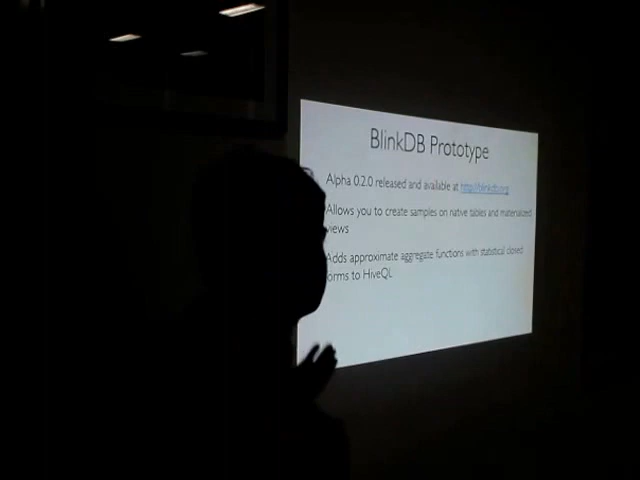 BlinkDB Prototype
Alpha 0.2.0 released and available at http://blinkdb.org
Allows you to create samples on native tables and materialized
views
Adds approximate aggregate functions with statistical closed
forms to HiveQL